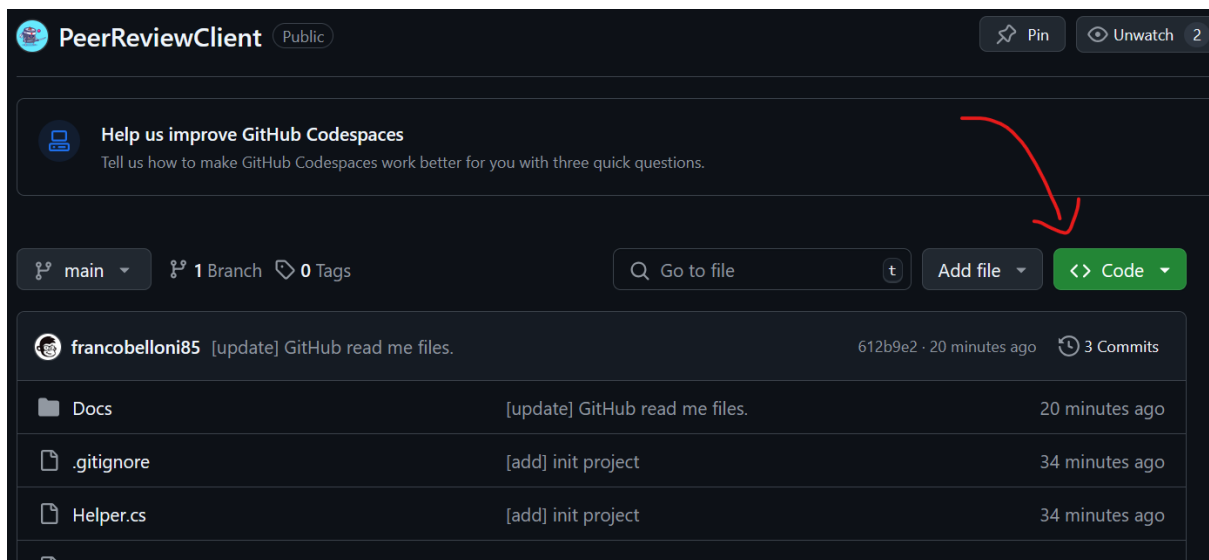 PeerReviewClient Public Pin Unwatch 2
Help us improve GitHub Codespaces
Tell us how to make GitHub Codespaces work better for you with three quick questions.
main 1 Branch 0 Tags Go to file t Add file <> Code
francobelloni85 [update] GitHub read me files. 612b9e2 · 20 minutes ago 3 Commits
Docs [update] GitHub read me files. 20 minutes ago
.gitignore [add] init project 34 minutes ago
Helper.cs [add] init project 34 minutes ago